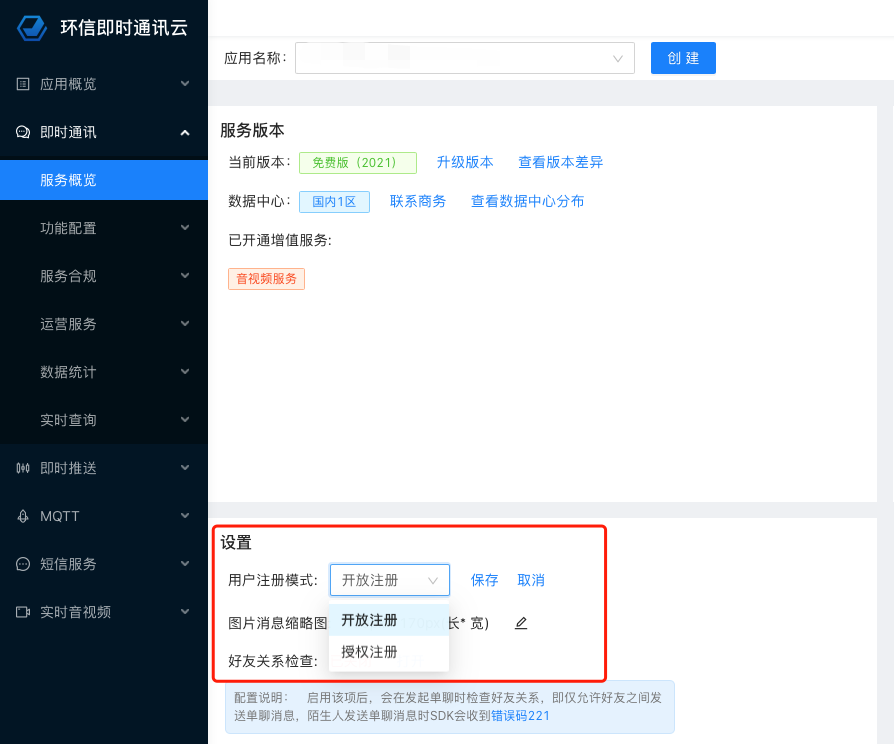 环信即时通讯云
应用概览
即时通讯
服务概览
功能配置
服务合规
运营服务
数据统计
实时查询
即时推送
MQTT
短信服务
实时音视频
应用名称：
创 建
服务版本
当前版本： 免费版（2021） 升级版本 查看版本差异
数据中心： 国内1区 联系商务 查看数据中心分布
已开通增值服务:
音视频服务
设置
用户注册模式: 开放注册 保存 取消
开放注册
授权注册
图片消息缩略图 长* 宽)
好友关系检查:
配置说明： 启用该项后，会在发起单聊时检查好友关系，即仅允许好友之间发
送单聊消息，陌生人发送单聊消息时SDK会收到错误码221